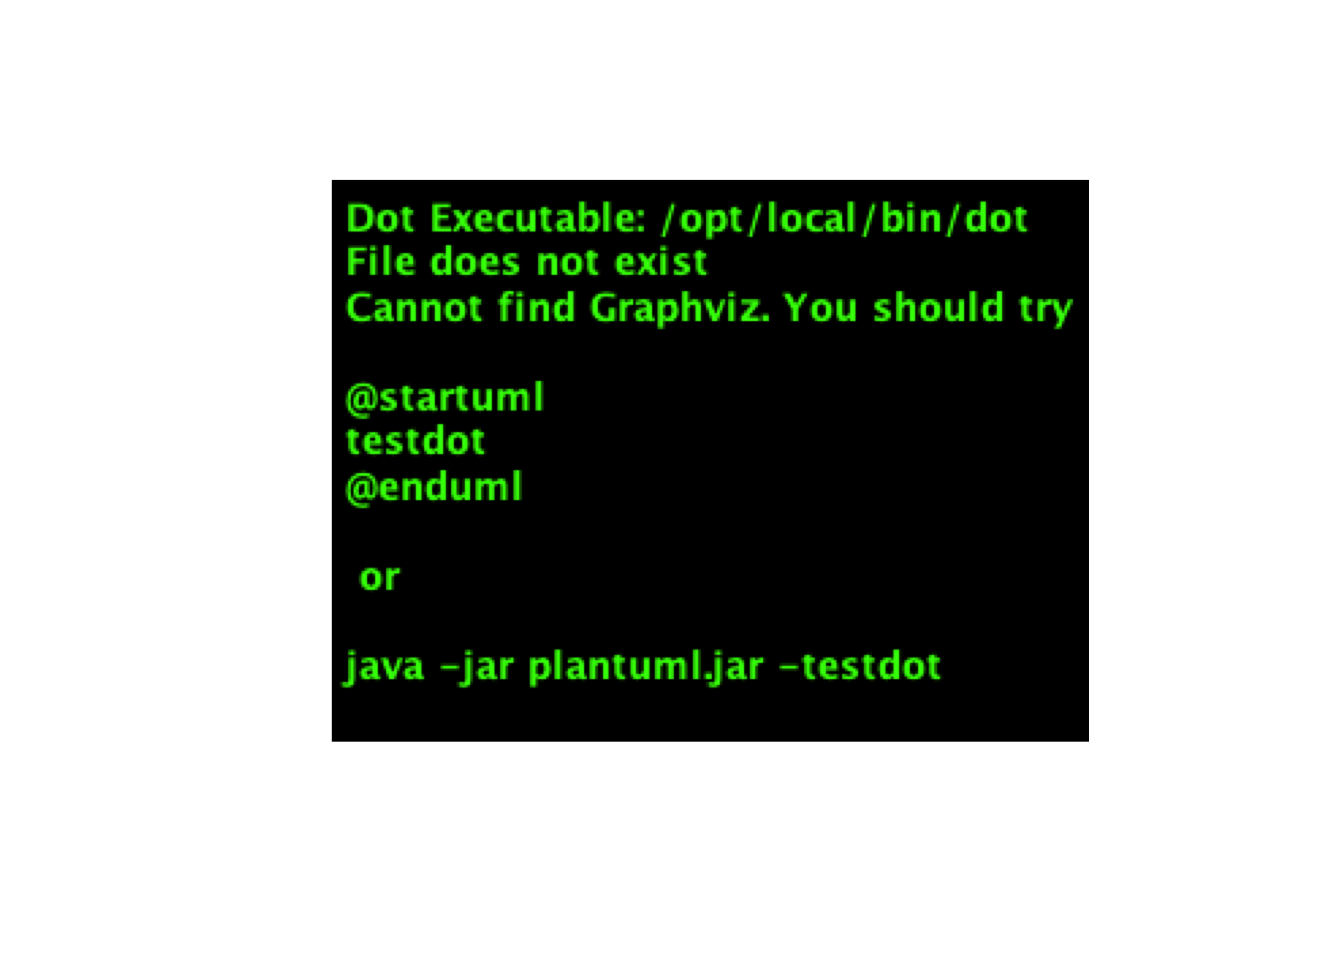 Dot Executable: /opt/local/bin/dot
File does not exist
Cannot find Graphviz. You should try
@startuml
testdot
@enduml
or
java -jar plantuml.jar -testdot